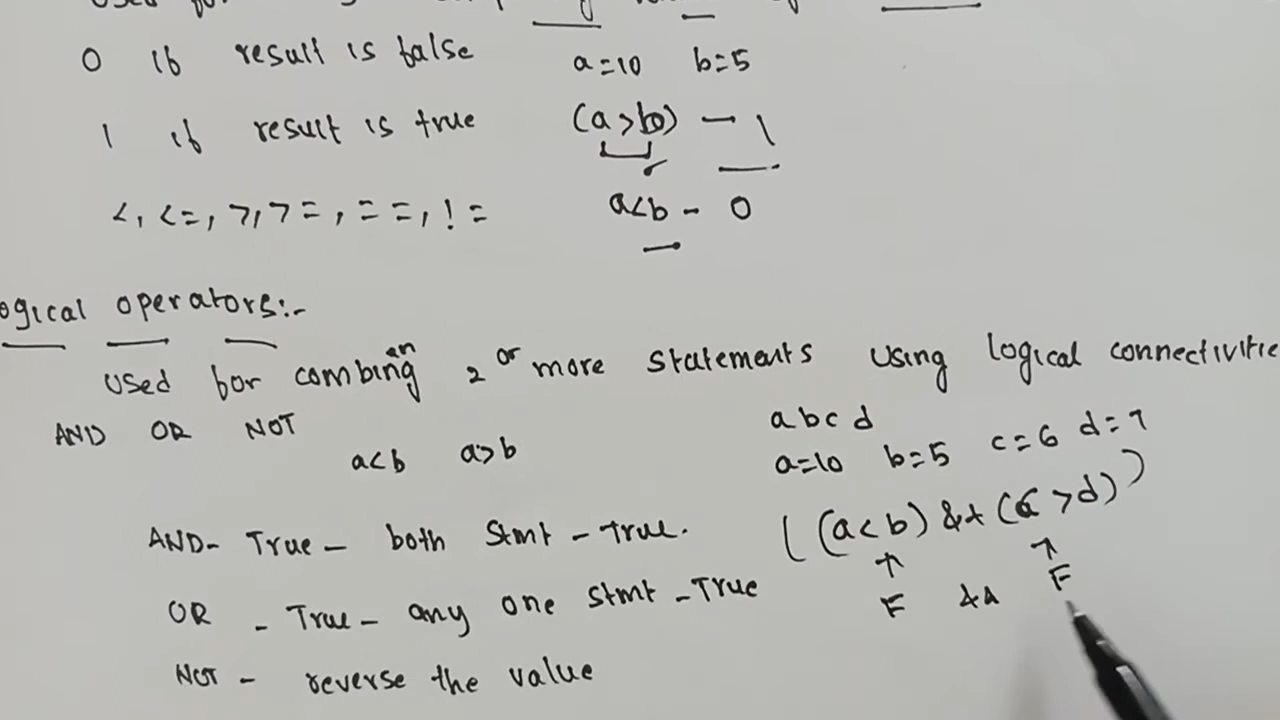 0 if result is false a=10 b=5
1 if result is true (a>b) - 1
<, <=, >, >=, ==, != a<b - 0
ogical operators:-
used for combing an 2 or more statements using logical connectivitie
AND OR NOT a<b a>b a b c d
a=10 b=5 c=6 d=7
AND- True - both stmt - true. ((a<b) && (c>d))
OR - True - any one stmt - True F && F
NOT - reverse the value